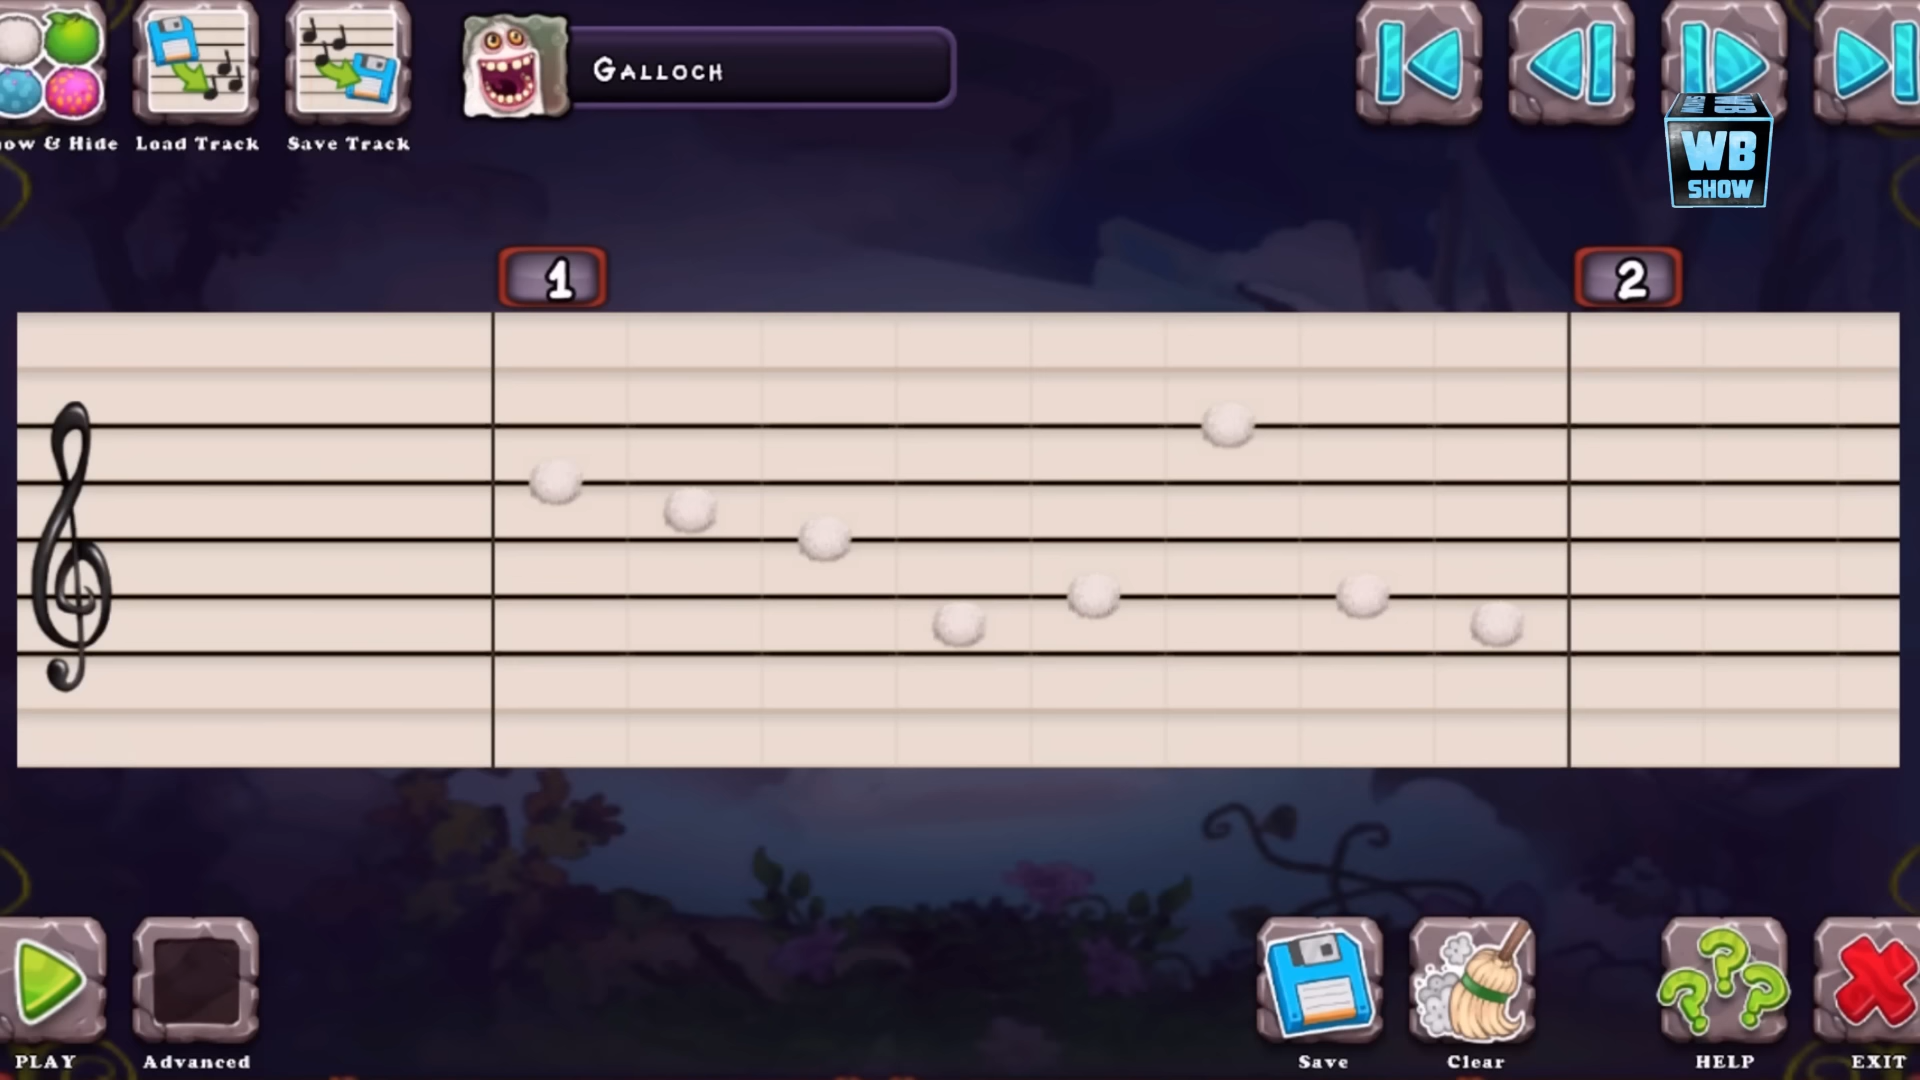 ow & Hide
Load Track
Save Track
Galloch
WB
SHOW
1
2
PLAY
Advanced
Save
Clear
HELP
EXIT